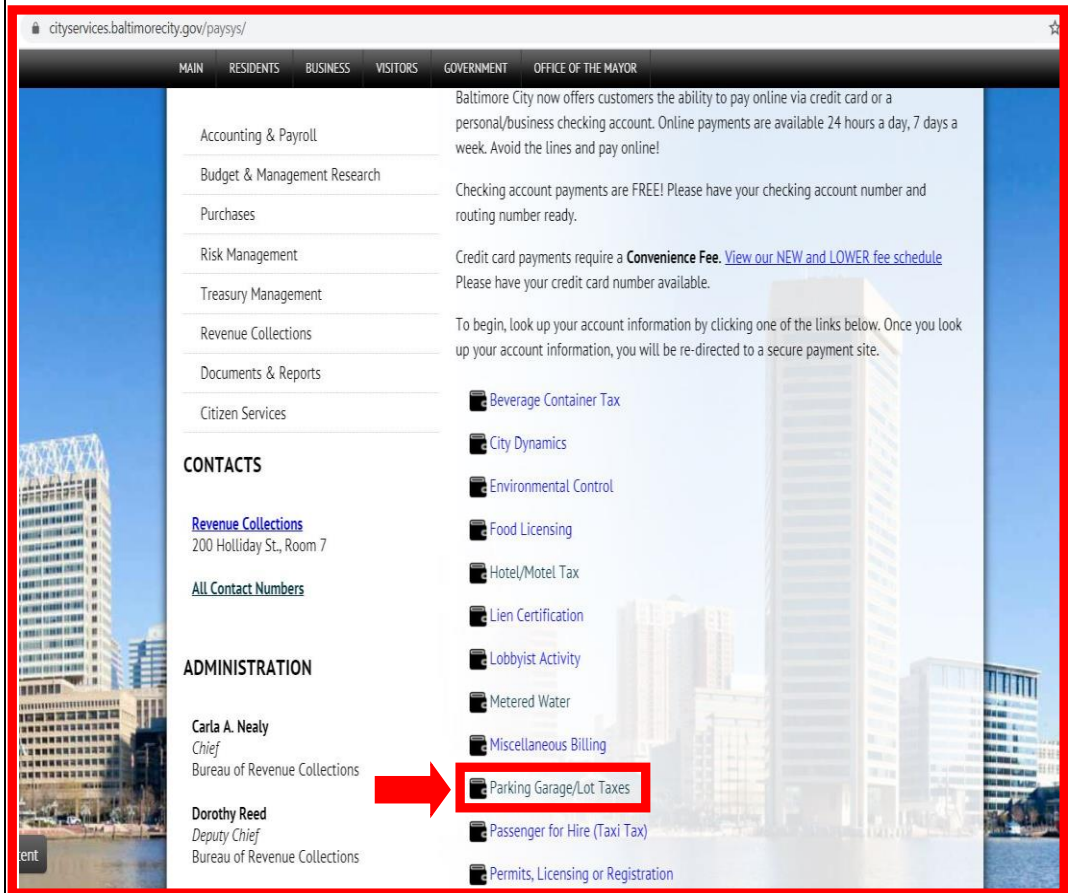 cityservices.baltimorecity.gov/paysys/
MAIN RESIDENTS BUSINESS VISITORS GOVERNMENT OFFICE OF THE MAYOR
Accounting & Payroll
Budget & Management Research
Purchases
Risk Management
Treasury Management
Revenue Collections
Documents & Reports
Citizen Services
CONTACTS
Revenue Collections
200 Holliday St., Room 7
All Contact Numbers
ADMINISTRATION
Carla A. Nealy
Chief
Bureau of Revenue Collections
Dorothy Reed
Deputy Chief
Bureau of Revenue Collections
Baltimore City now offers customers the ability to pay online via credit card or a
personal/business checking account. Online payments are available 24 hours a day, 7 days a
week. Avoid the lines and pay online!
Checking account payments are FREE! Please have your checking account number and
routing number ready.
Credit card payments require a Convenience Fee. View our NEW and LOWER fee schedule
Please have your credit card number available.
To begin, look up your account information by clicking one of the links below. Once you look
up your account information, you will be re-directed to a secure payment site.
Beverage Container Tax
City Dynamics
Environmental Control
Food Licensing
Hotel/Motel Tax
Lien Certification
Lobbyist Activity
Metered Water
Miscellaneous Billing
Parking Garage/Lot Taxes
Passenger for Hire (Taxi Tax)
Permits, Licensing or Registration